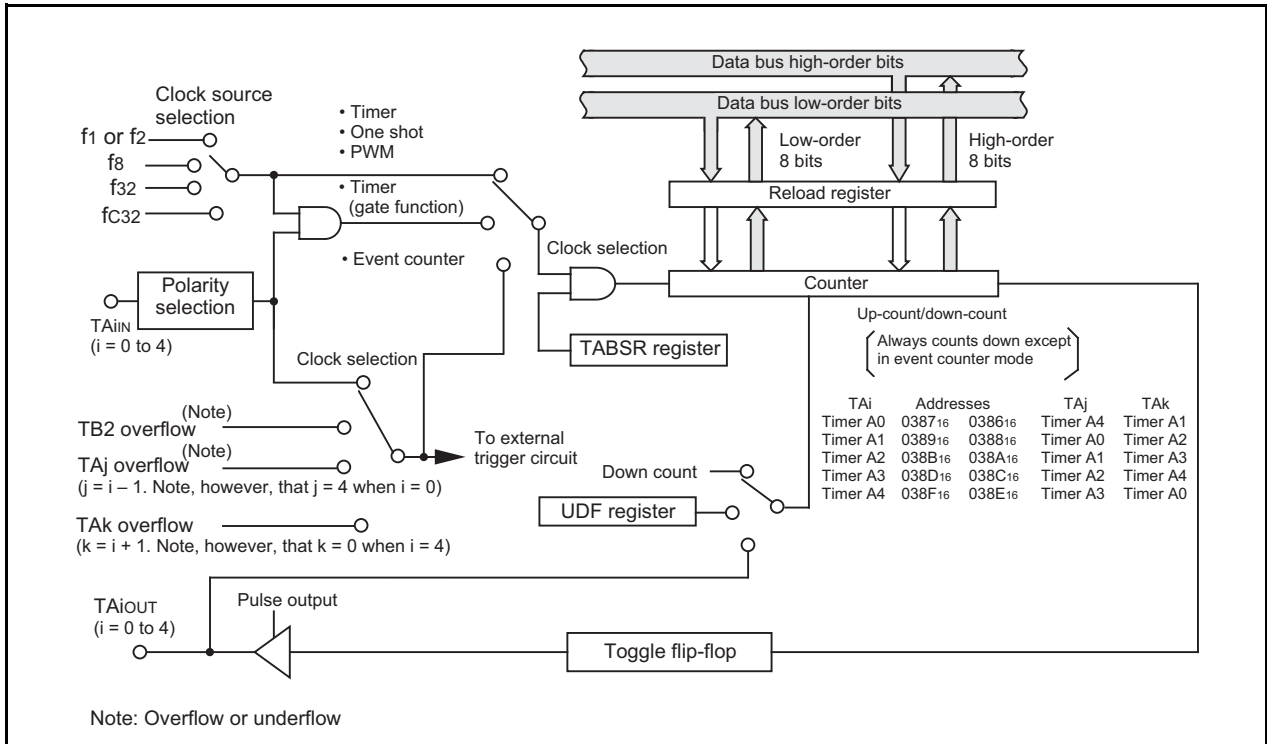 Clock source
selection
f1 or f2
f8
f32
fC32
• Timer
• One shot
• PWM
• Timer
(gate function)
• Event counter
Data bus high-order bits
Data bus low-order bits
Low-order
8 bits
High-order
8 bits
Reload register
Clock selection
Counter
Polarity
selection
TAiIN
(i = 0 to 4)
TABSR register
Up-count/down-count
Always counts down except
in event counter mode
Clock selection
(Note)
TB2 overflow
(Note)
TAj overflow
(j = i – 1. Note, however, that j = 4 when i = 0)
TAk overflow
(k = i + 1. Note, however, that k = 0 when i = 4)
To external
trigger circuit
Down count
UDF register
TAi Addresses TAj TAk
Timer A0 038716 038616 Timer A4 Timer A1
Timer A1 038916 038816 Timer A0 Timer A2
Timer A2 038B16 038A16 Timer A1 Timer A3
Timer A3 038D16 038C16 Timer A2 Timer A4
Timer A4 038F16 038E16 Timer A3 Timer A0
TAiOUT
(i = 0 to 4)
Pulse output
Toggle flip-flop
Note: Overflow or underflow